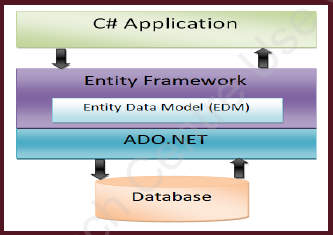 C# Application
Entity Framework
Entity Data Model (EDM)
ADO.NET
Database